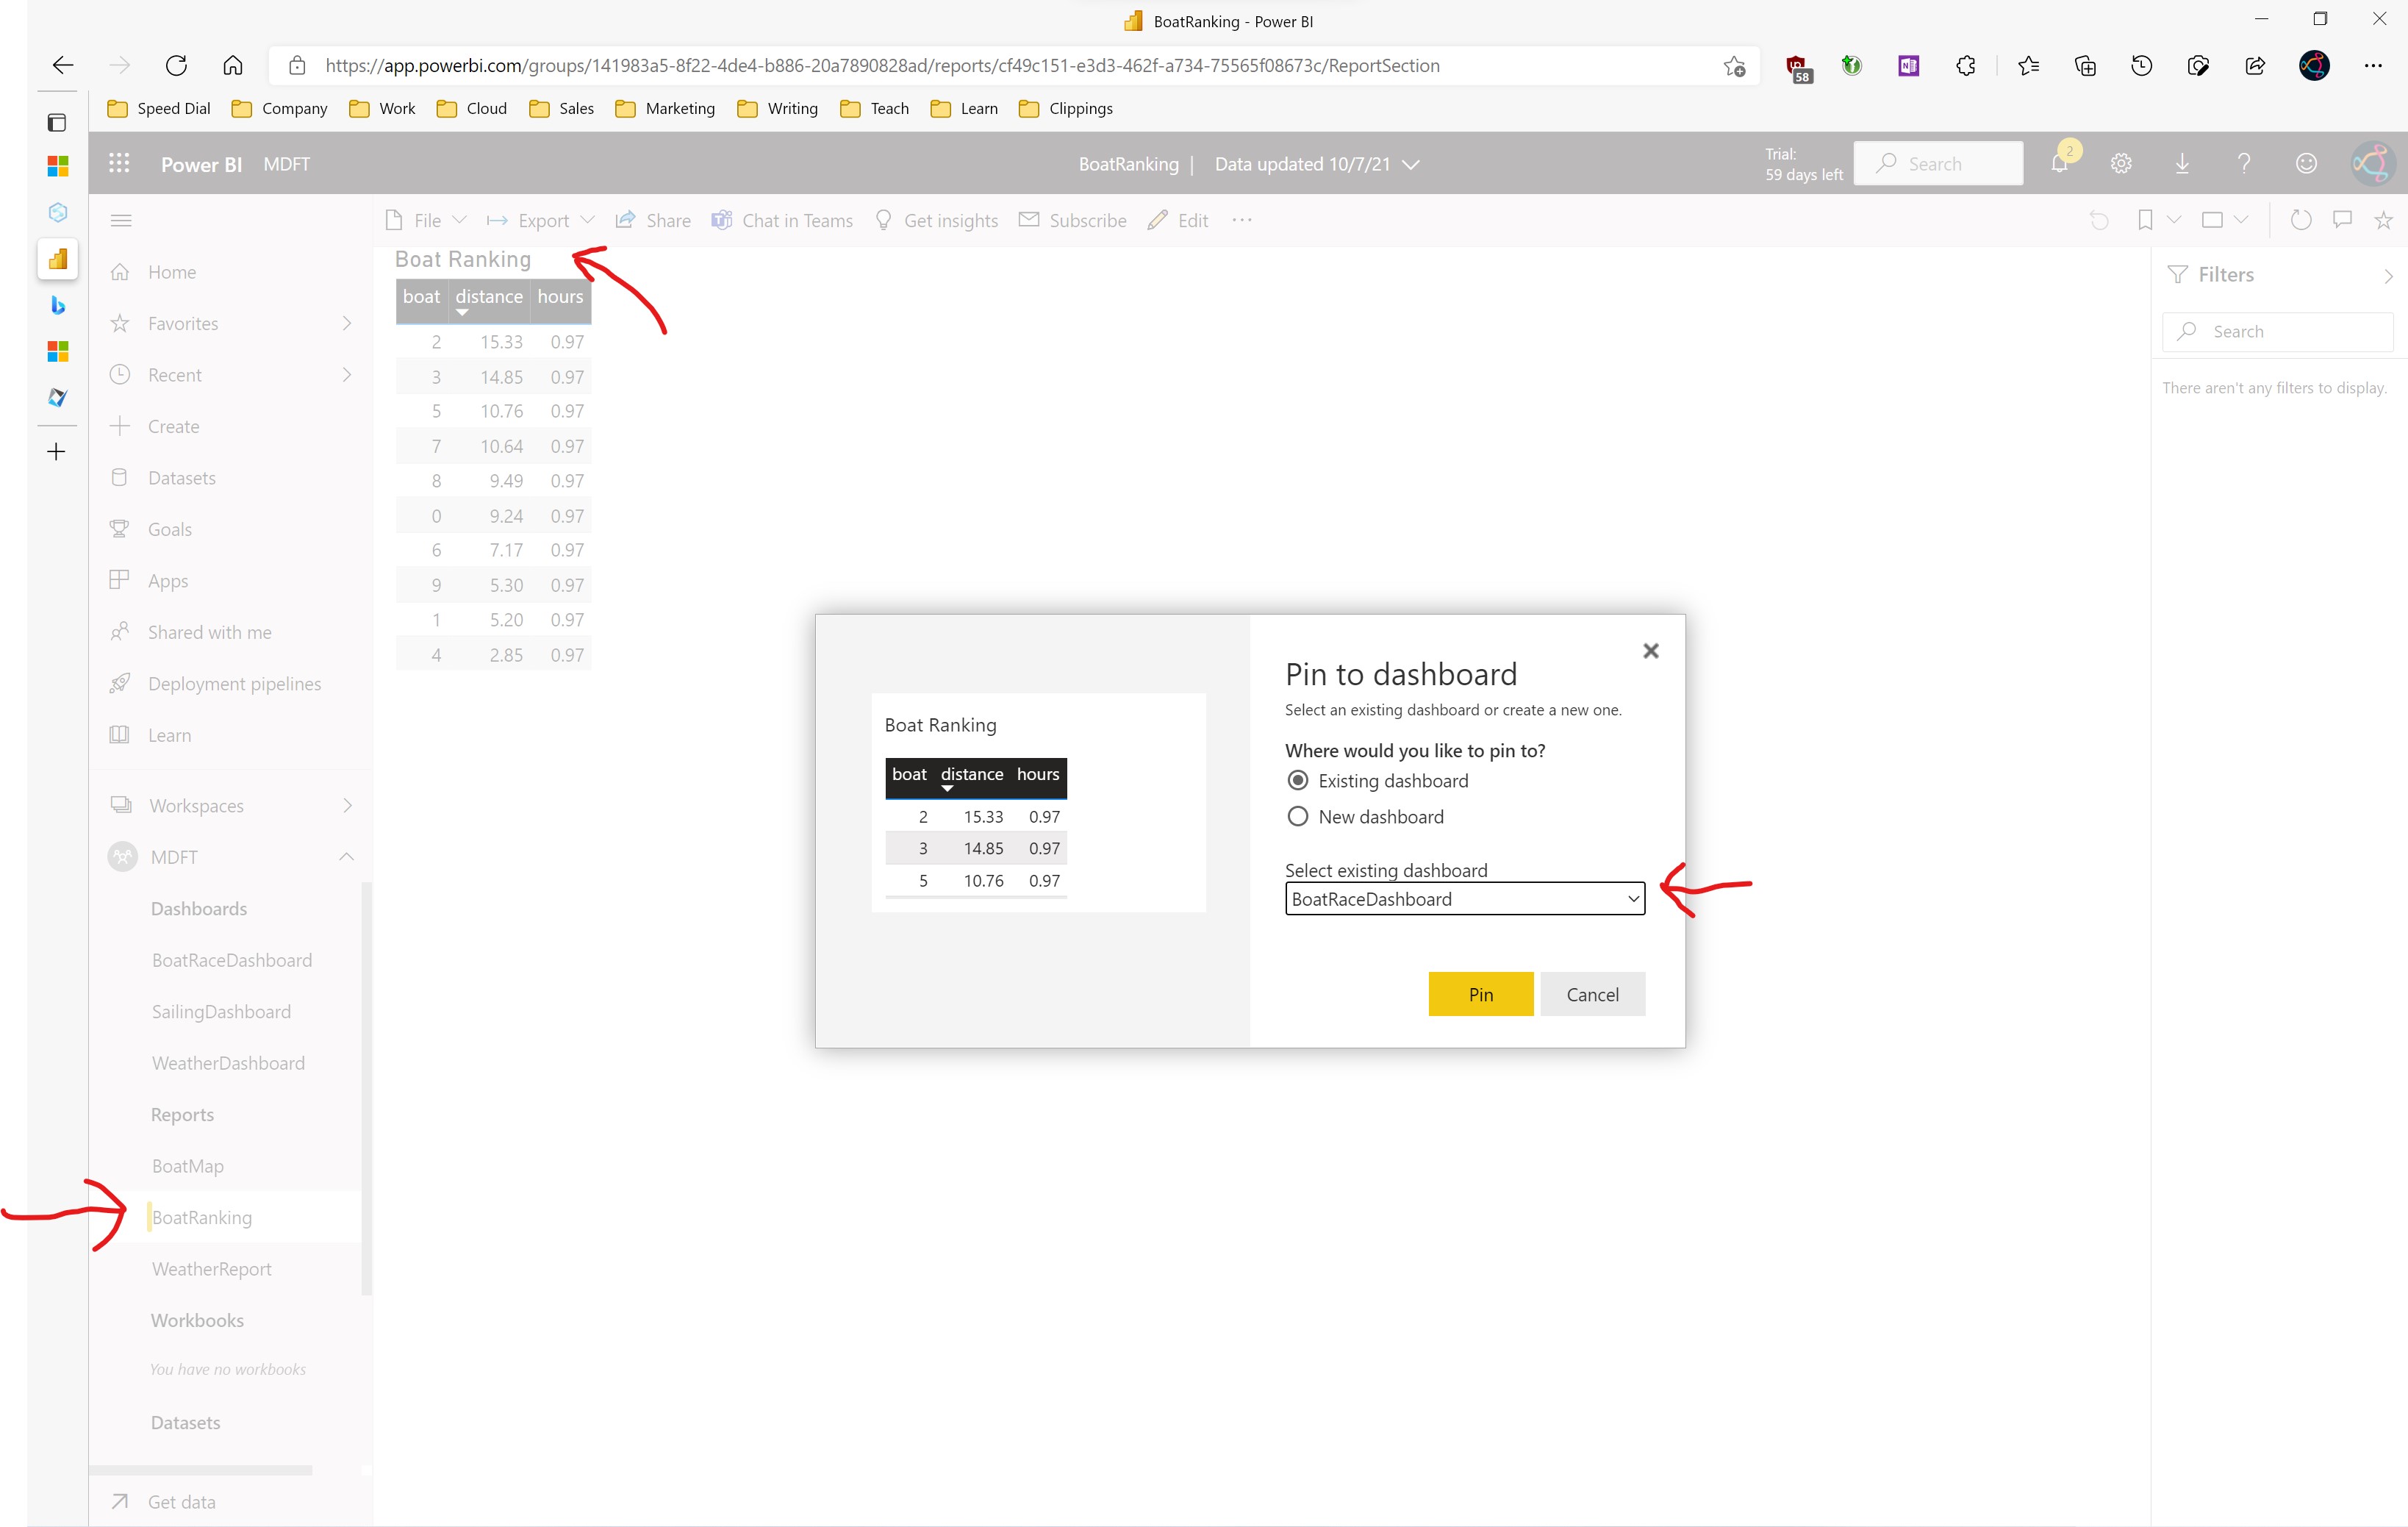 BoatRanking - Power BI
https://app.powerbi.com/groups/141983a5-8f22-4de4-b886-20a7890828ad/reports/cf49c151-e3d3-462f-a734-75565f08673c/ReportSection
58
Speed Dial Company Work Cloud Sales Marketing Writing Teach Learn Clippings
Power BI MDFT
BoatRanking | Data updated 10/7/21
Trial:
59 days left
Search
2
File Export Share Chat in Teams Get insights Subscribe Edit ...
Home
Favorites
Recent
Create
Datasets
Goals
Apps
Shared with me
Deployment pipelines
Learn
Workspaces
MDFT
Dashboards
BoatRaceDashboard
SailingDashboard
WeatherDashboard
Reports
BoatMap
BoatRanking
WeatherReport
Workbooks
You have no workbooks
Datasets
Get data
Boat Ranking
boat distance hours
2 15.33 0.97
3 14.85 0.97
5 10.76 0.97
7 10.64 0.97
8 9.49 0.97
0 9.24 0.97
6 7.17 0.97
9 5.30 0.97
1 5.20 0.97
4 2.85 0.97
Boat Ranking
boat distance hours
2 15.33 0.97
3 14.85 0.97
5 10.76 0.97
Pin to dashboard
Select an existing dashboard or create a new one.
Where would you like to pin to?
Existing dashboard
New dashboard
Select existing dashboard
BoatRaceDashboard
Pin Cancel
Filters
Search
There aren't any filters to display.